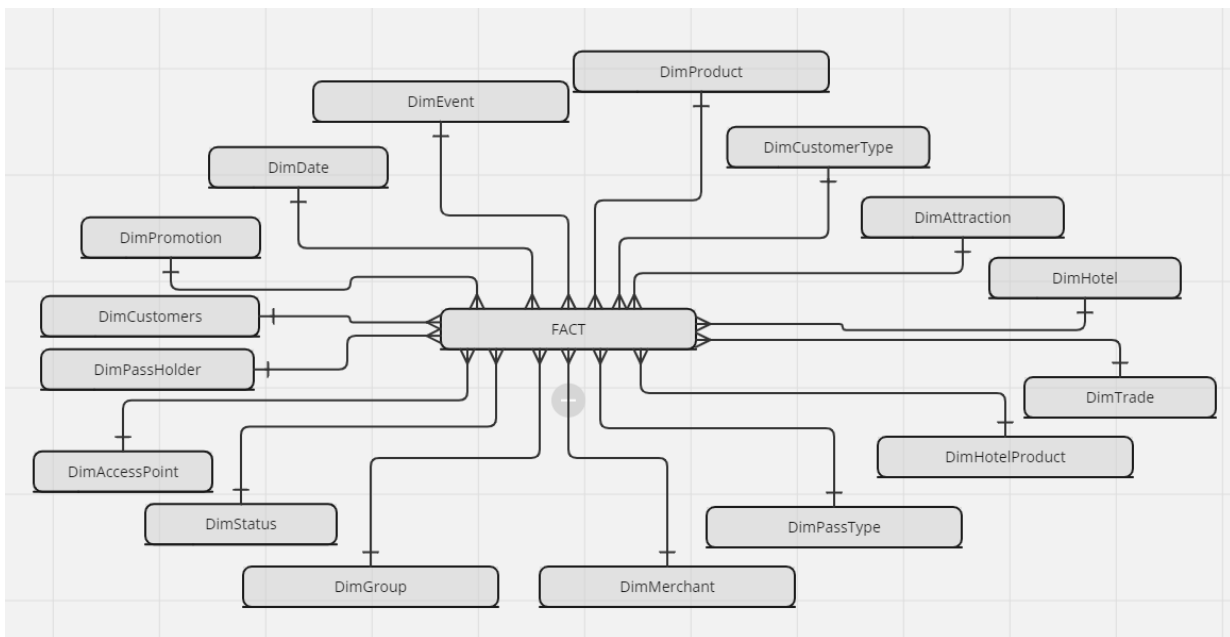 DimProduct
DimEvent
DimCustomerType
DimDate
DimAttraction
DimPromotion
DimHotel
DimCustomers
FACT
DimPassHolder
DimTrade
DimHotelProduct
DimAccessPoint
DimStatus
DimPassType
DimGroup
DimMerchant